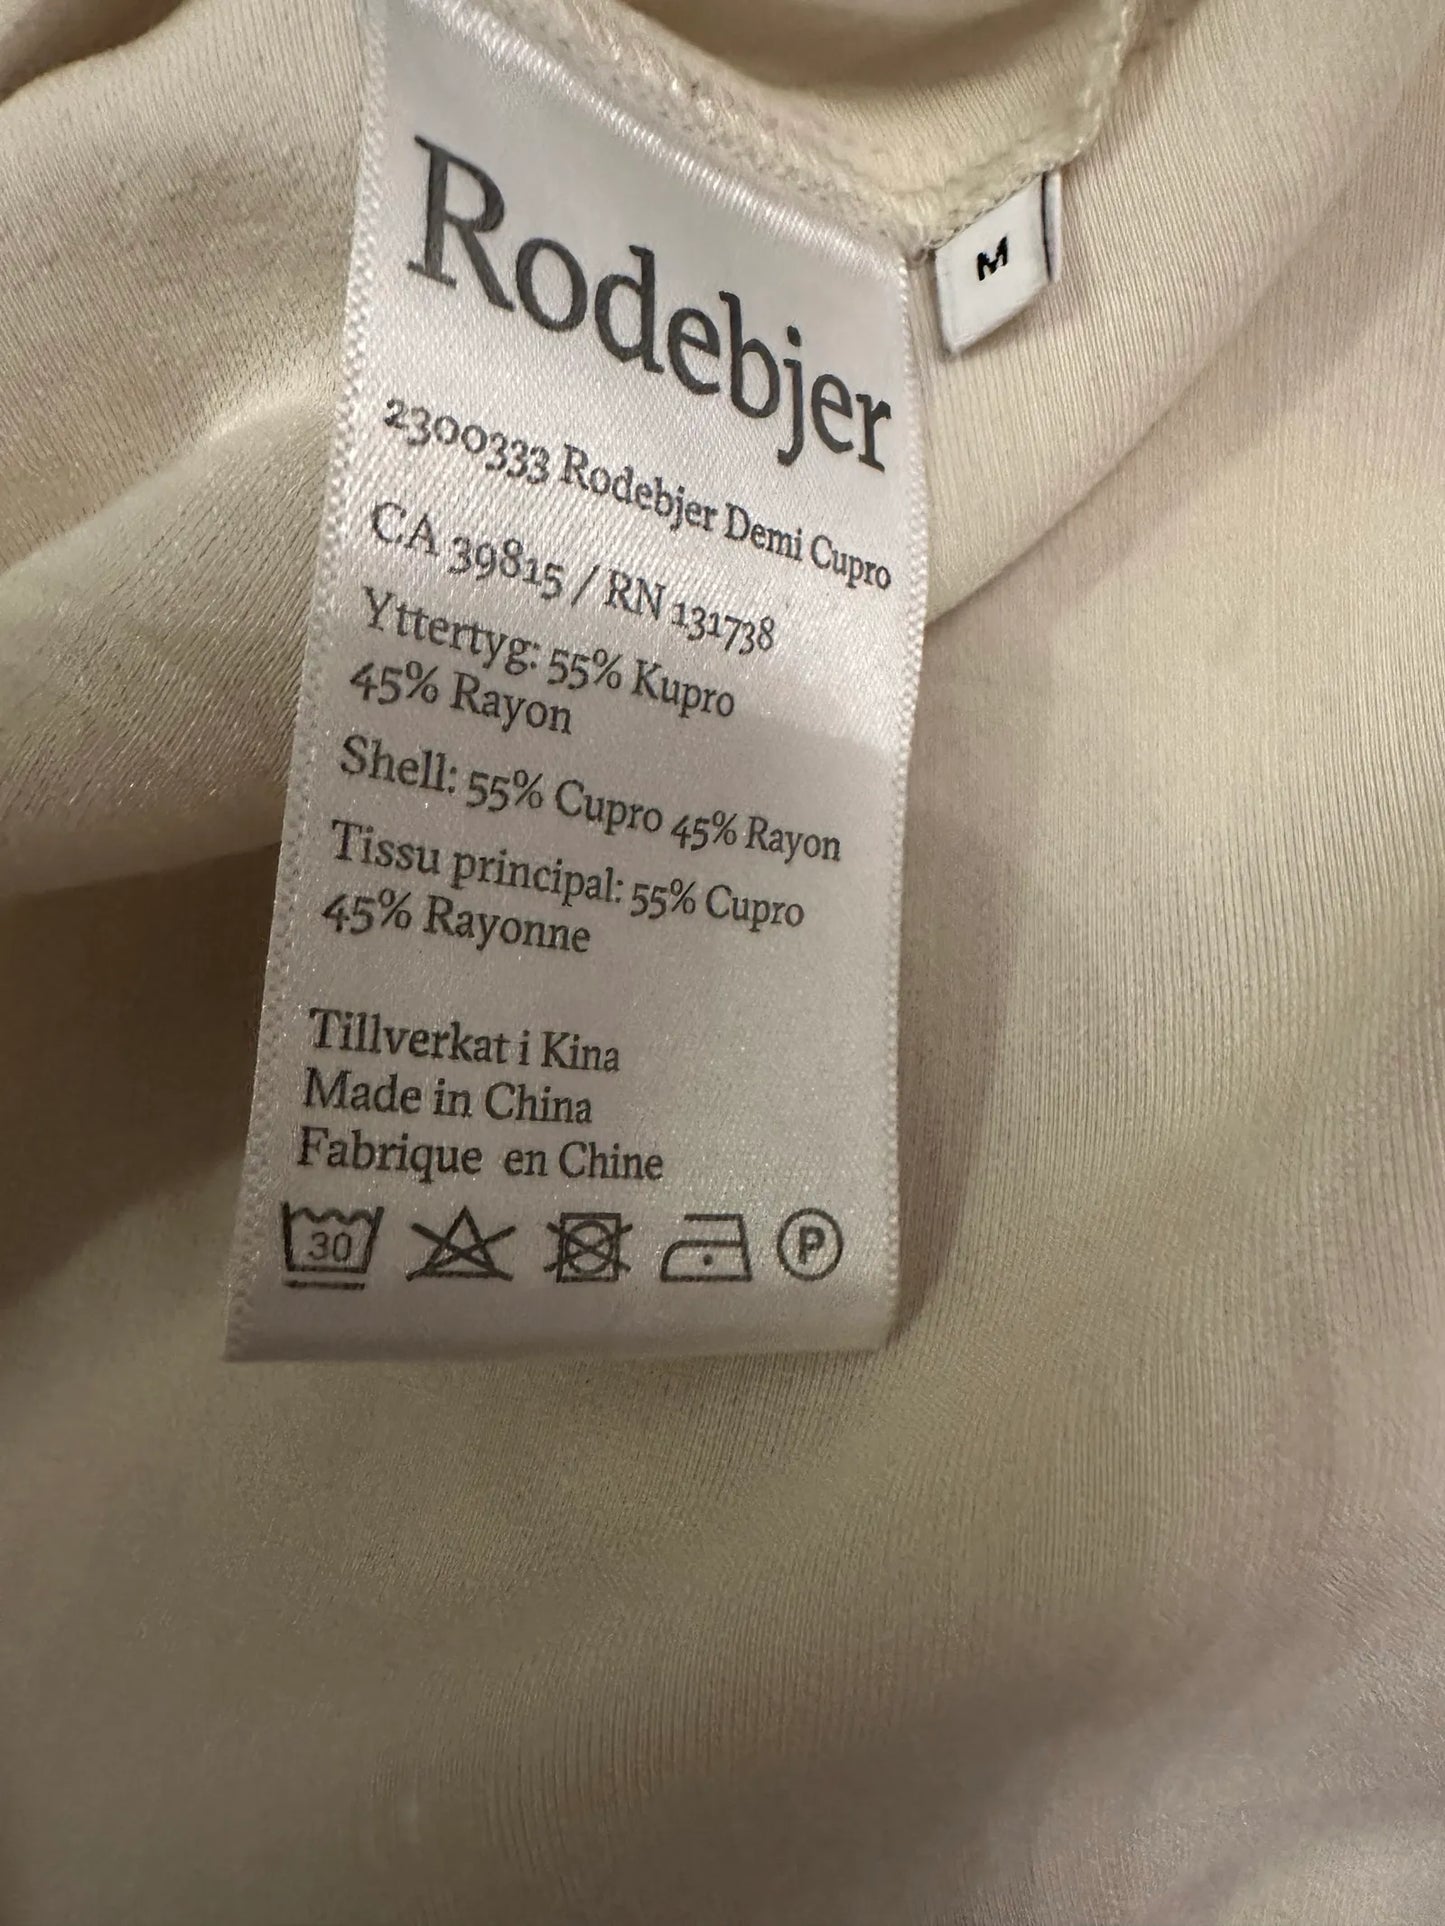 Rodebjer
M
2300333 Rodebjer Demi Cupro
CA 39815 / RN 131738
Yttertyg: 55% Kupro
45% Rayon
Shell: 55% Cupro 45% Rayon
Tissu principal: 55% Cupro
45% Rayonne
Tillverkat i Kina
Made in China
Fabrique en Chine
30 P